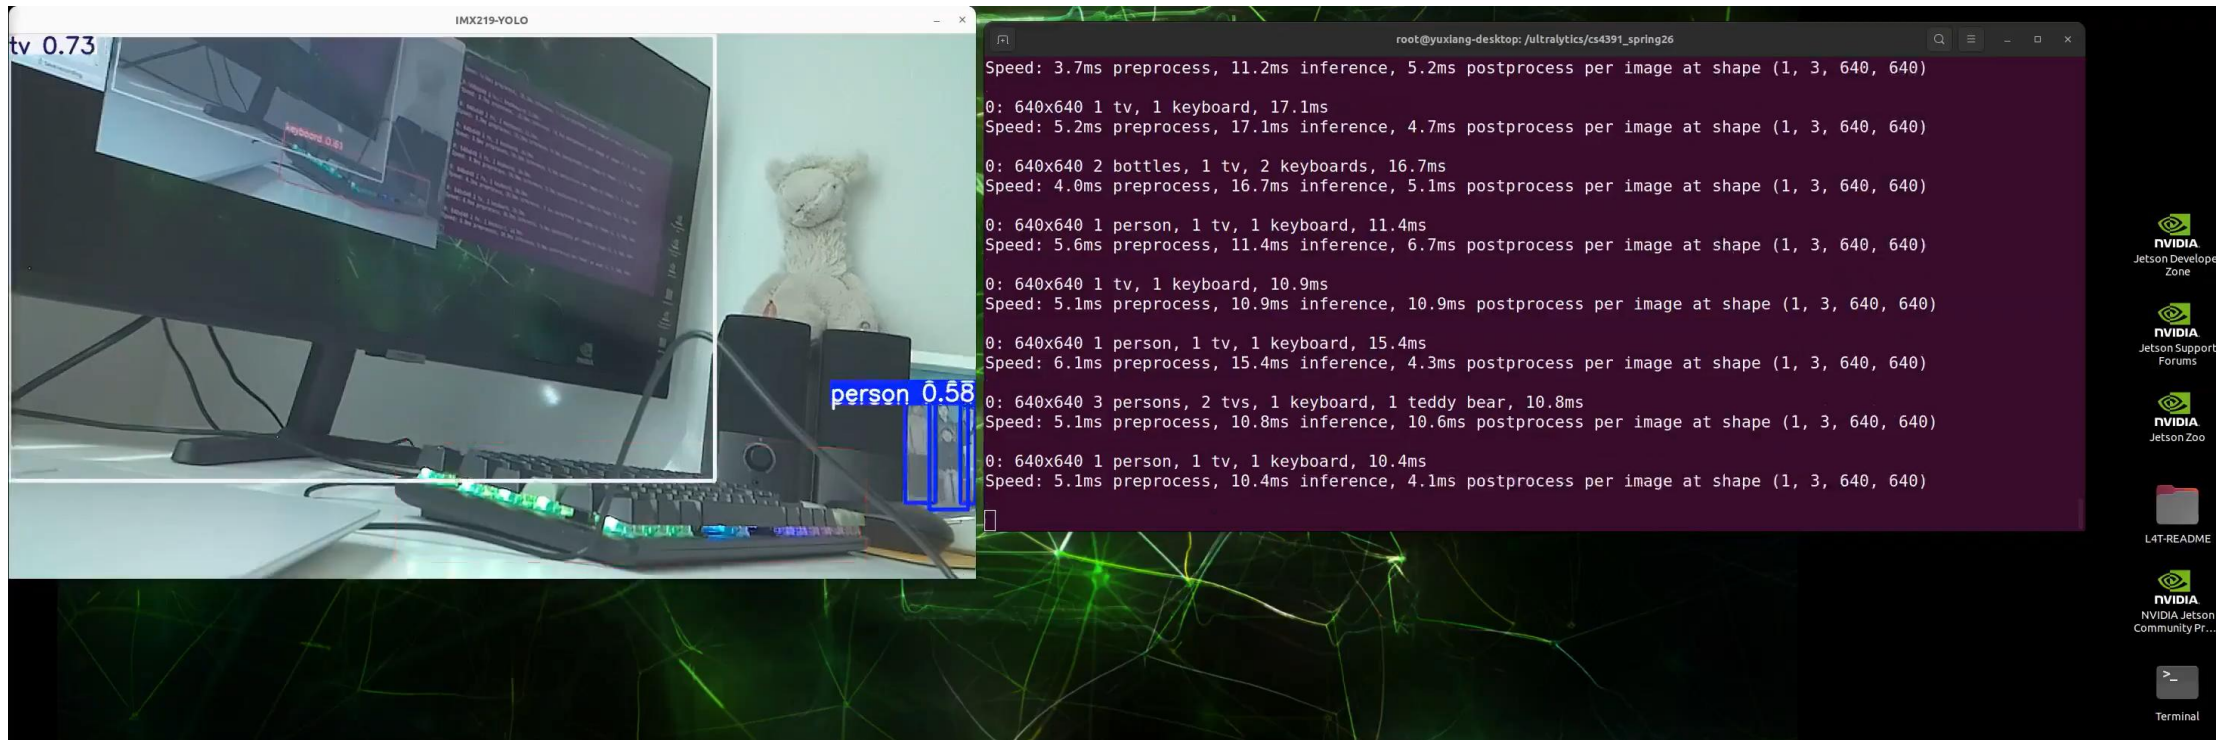 IMX219-YOLO
tv 0.73
keyboard 0.61
person 0.58
root@yuxiang-desktop: /ultralytics/cs4391_spring26
Speed: 3.7ms preprocess, 11.2ms inference, 5.2ms postprocess per image at shape (1, 3, 640, 640)
0: 640x640 1 tv, 1 keyboard, 17.1ms
Speed: 5.2ms preprocess, 17.1ms inference, 4.7ms postprocess per image at shape (1, 3, 640, 640)
0: 640x640 2 bottles, 1 tv, 2 keyboards, 16.7ms
Speed: 4.0ms preprocess, 16.7ms inference, 5.1ms postprocess per image at shape (1, 3, 640, 640)
0: 640x640 1 person, 1 tv, 1 keyboard, 11.4ms
Speed: 5.6ms preprocess, 11.4ms inference, 6.7ms postprocess per image at shape (1, 3, 640, 640)
0: 640x640 1 tv, 1 keyboard, 10.9ms
Speed: 5.1ms preprocess, 10.9ms inference, 10.9ms postprocess per image at shape (1, 3, 640, 640)
0: 640x640 1 person, 1 tv, 1 keyboard, 15.4ms
Speed: 6.1ms preprocess, 15.4ms inference, 4.3ms postprocess per image at shape (1, 3, 640, 640)
0: 640x640 3 persons, 2 tvs, 1 keyboard, 1 teddy bear, 10.8ms
Speed: 5.1ms preprocess, 10.8ms inference, 10.6ms postprocess per image at shape (1, 3, 640, 640)
0: 640x640 1 person, 1 tv, 1 keyboard, 10.4ms
Speed: 5.1ms preprocess, 10.4ms inference, 4.1ms postprocess per image at shape (1, 3, 640, 640)
NVIDIA.
Jetson Develope
Zone
NVIDIA.
Jetson Support
Forums
NVIDIA.
Jetson Zoo
L4T-README
NVIDIA.
NVIDIA Jetson
Community Pr...
>_
Terminal